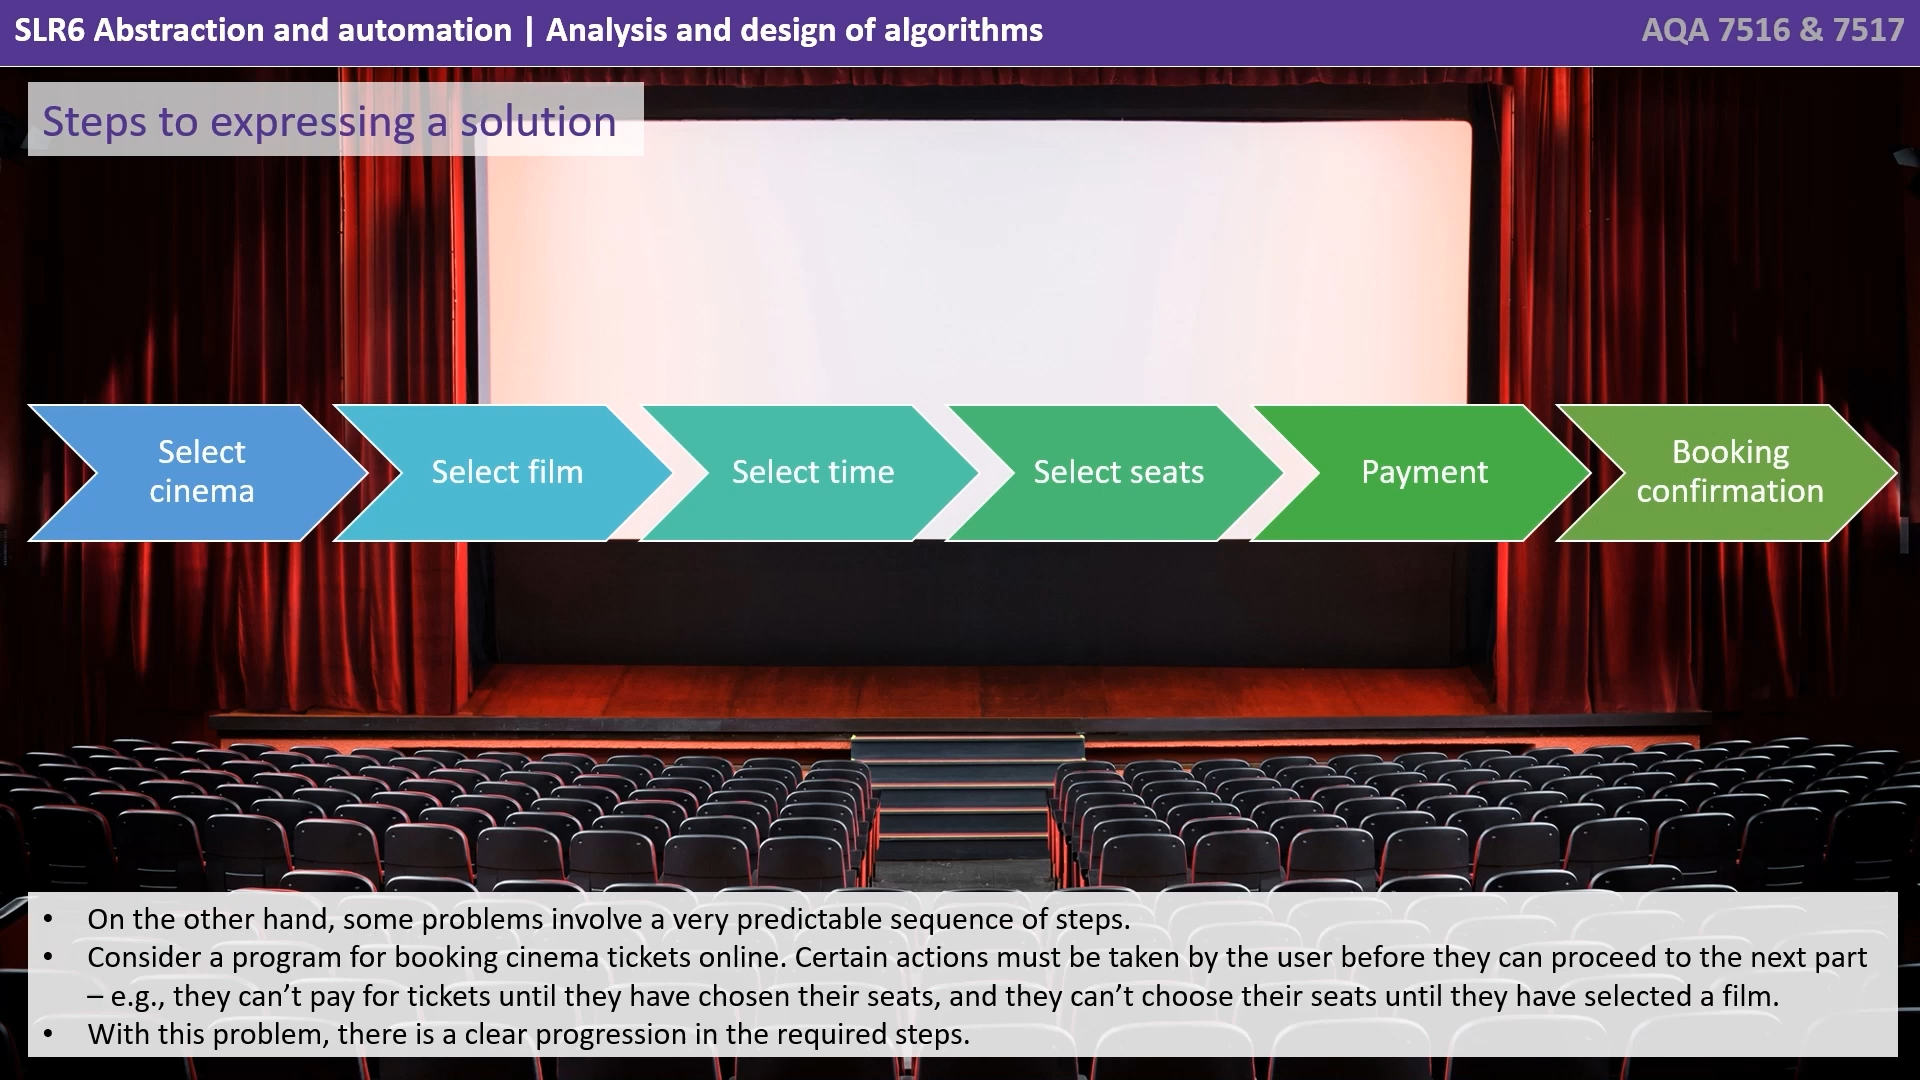 SLR6 Abstraction and automation | Analysis and design of algorithms
AQA 7516 & 7517
Steps to expressing a solution
Select
cinema
Select film
Select time
Select seats
Payment
Booking
confirmation
• On the other hand, some problems involve a very predictable sequence of steps.
• Consider a program for booking cinema tickets online. Certain actions must be taken by the user before they can proceed to the next part
– e.g., they can’t pay for tickets until they have chosen their seats, and they can’t choose their seats until they have selected a film.
• With this problem, there is a clear progression in the required steps.